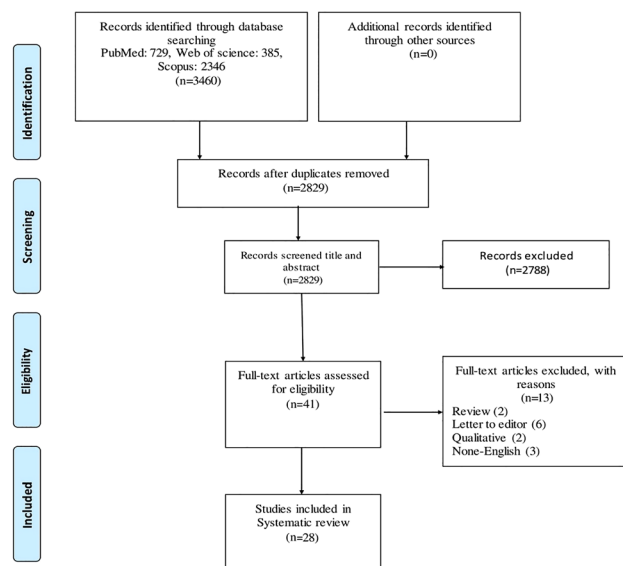 Records identified through database
searching
PubMed: 729, Web of science: 385,
Scopus: 2346
(n=3460)
Additional records identified
through other sources
(n=0)
Identification
Records after duplicates removed
(n=2829)
Screening
Records screened title and
abstract
(n=2829)
Records excluded
(n=2788)
Eligibility
Full-text articles assessed
for eligibility
(n=41)
Full-text articles excluded, with
reasons
(n=13)
Review (2)
Letter to editor (6)
Qualitative (2)
None-English (3)
Included
Studies included in
Systematic review
(n=28)